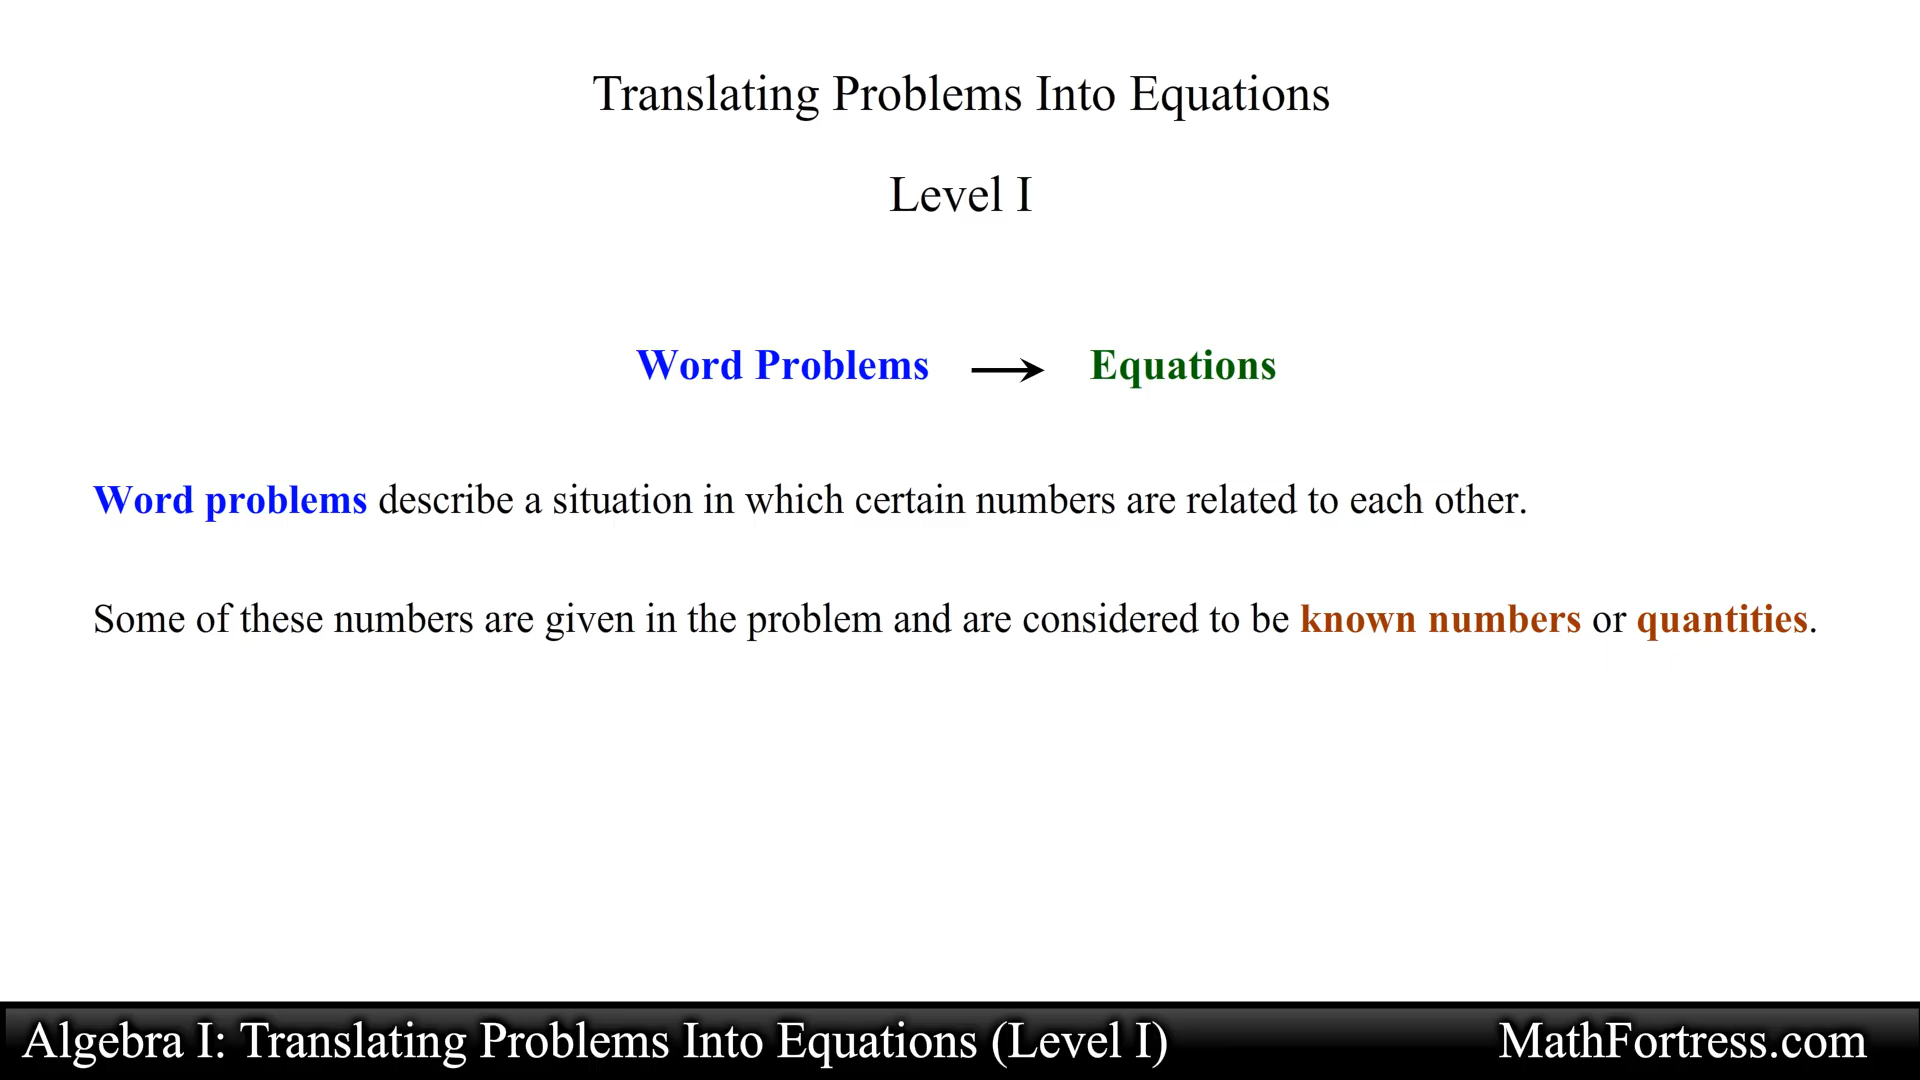 Translating Problems Into Equations
Level I
Word Problems → Equations
Word problems describe a situation in which certain numbers are related to each other.
Some of these numbers are given in the problem and are considered to be known numbers or quantities.
Algebra I: Translating Problems Into Equations (Level I)
MathFortress.com